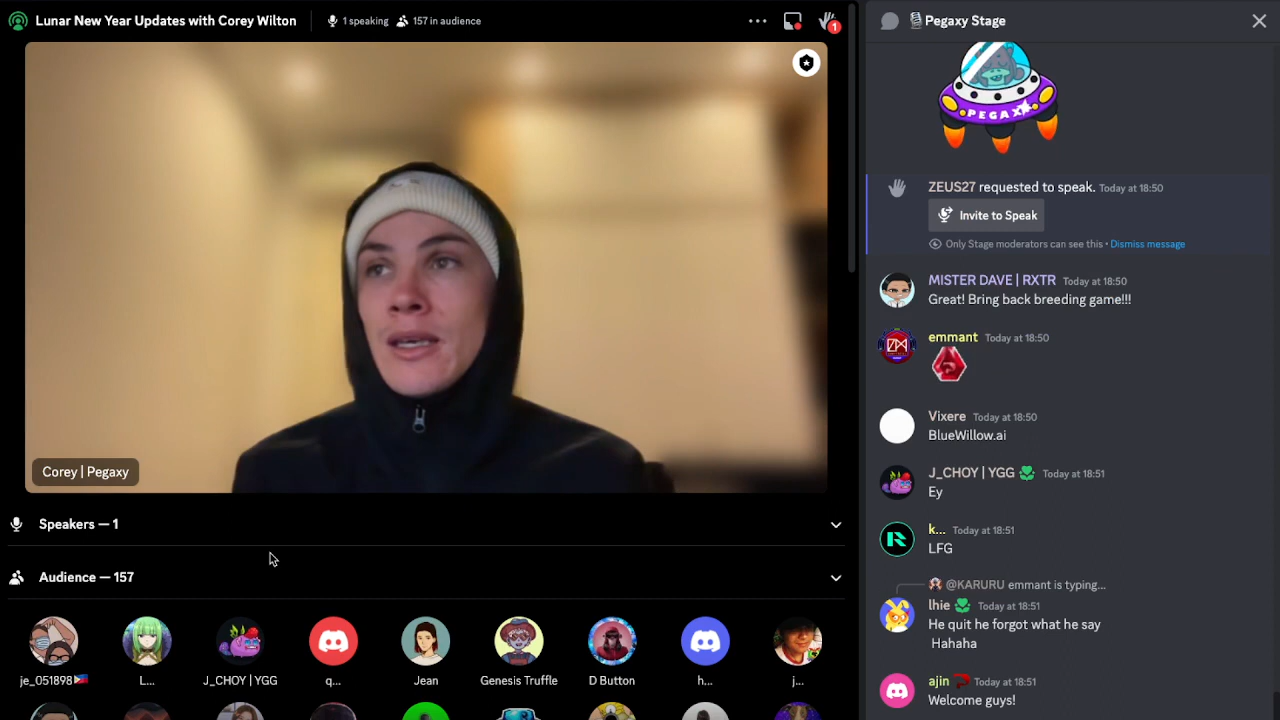 Lunar New Year Updates with Corey Wilton
1 speaking
157 in audience
1
Pegaxy Stage
PEGAXY
ZEUS27 requested to speak. Today at 18:50
Invite to Speak
Only Stage moderators can see this • Dismiss message
MISTER DAVE | RXTR Today at 18:50
Great! Bring back breeding game!!!
emmant Today at 18:50
Vixere Today at 18:50
BlueWillow.ai
J_CHOY | YGG Today at 18:51
Ey
k... Today at 18:51
LFG
@KARURU emmant is typing...
lhie Today at 18:51
He quit he forgot what he say
Hahaha
ajin Today at 18:51
Welcome guys!
Corey | Pegaxy
Speakers — 1
Audience — 157
je_051898
L...
J_CHOY | YGG
q...
Jean
Genesis Truffle
D Button
h...
j...